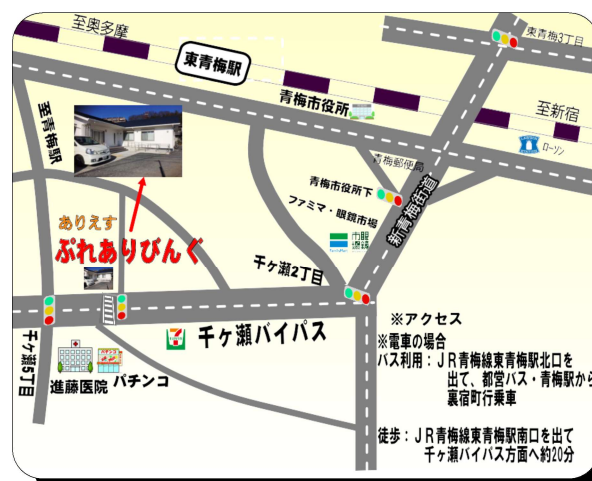 至奥多摩
東青梅駅
東青梅3丁目
青梅市役所
至新宿
ローソン
至青梅駅
青梅郵便局
青梅市役所下
ファミマ・眼鏡市場
新青梅街道
ありえす
ぷれありびんぐ
千ヶ瀬2丁目
千ヶ瀬バイパス
千ヶ瀬5丁目
進藤医院
パチンコ
※アクセス
※電車の場合
バス利用：ＪＲ青梅線東青梅駅北口を
出て、都営バス・青梅駅から
裏宿町行乗車
徒歩：ＪＲ青梅線東青梅駅南口を出て
千ヶ瀬バイパス方面へ約20分